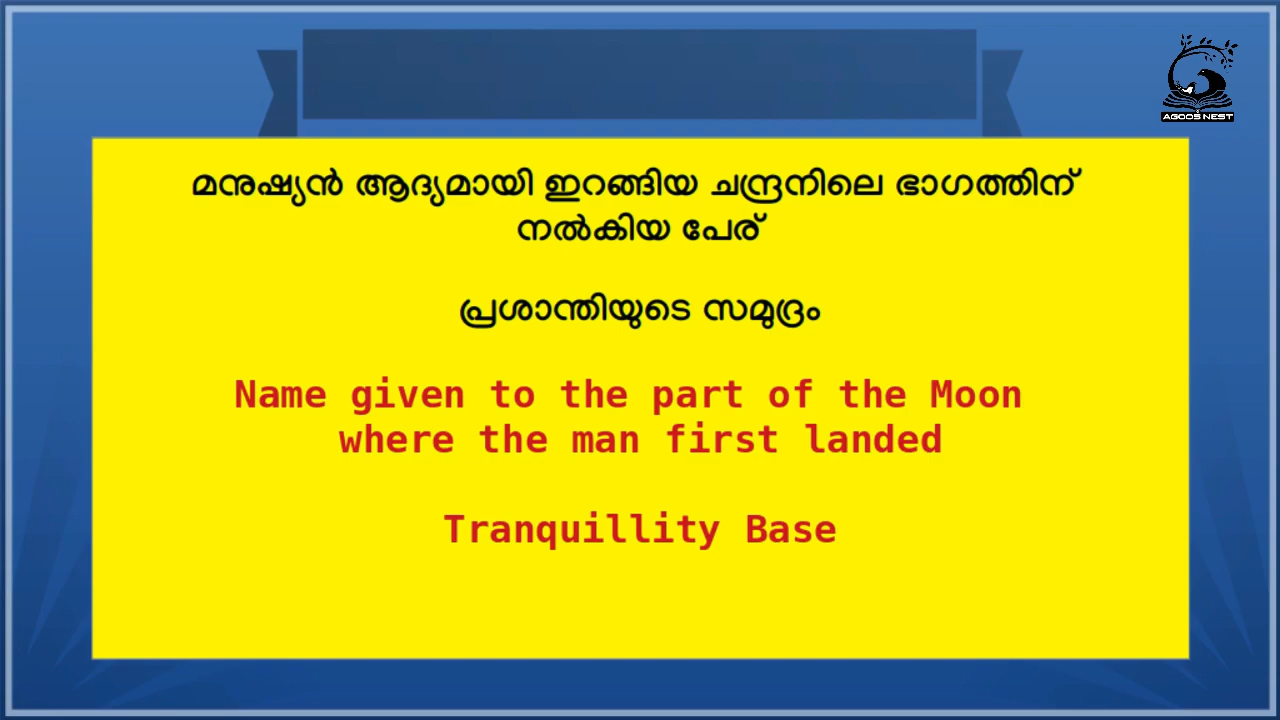 AGOOS NEST
മനുഷ്യൻ ആദ്യമായി ഇറങ്ങിയ ചന്ദ്രനിലെ ഭാഗത്തിന്
നൽകിയ പേര്
പ്രശാന്തിയുടെ സമുദ്രം
Name given to the part of the Moon
where the man first landed
Tranquillity Base